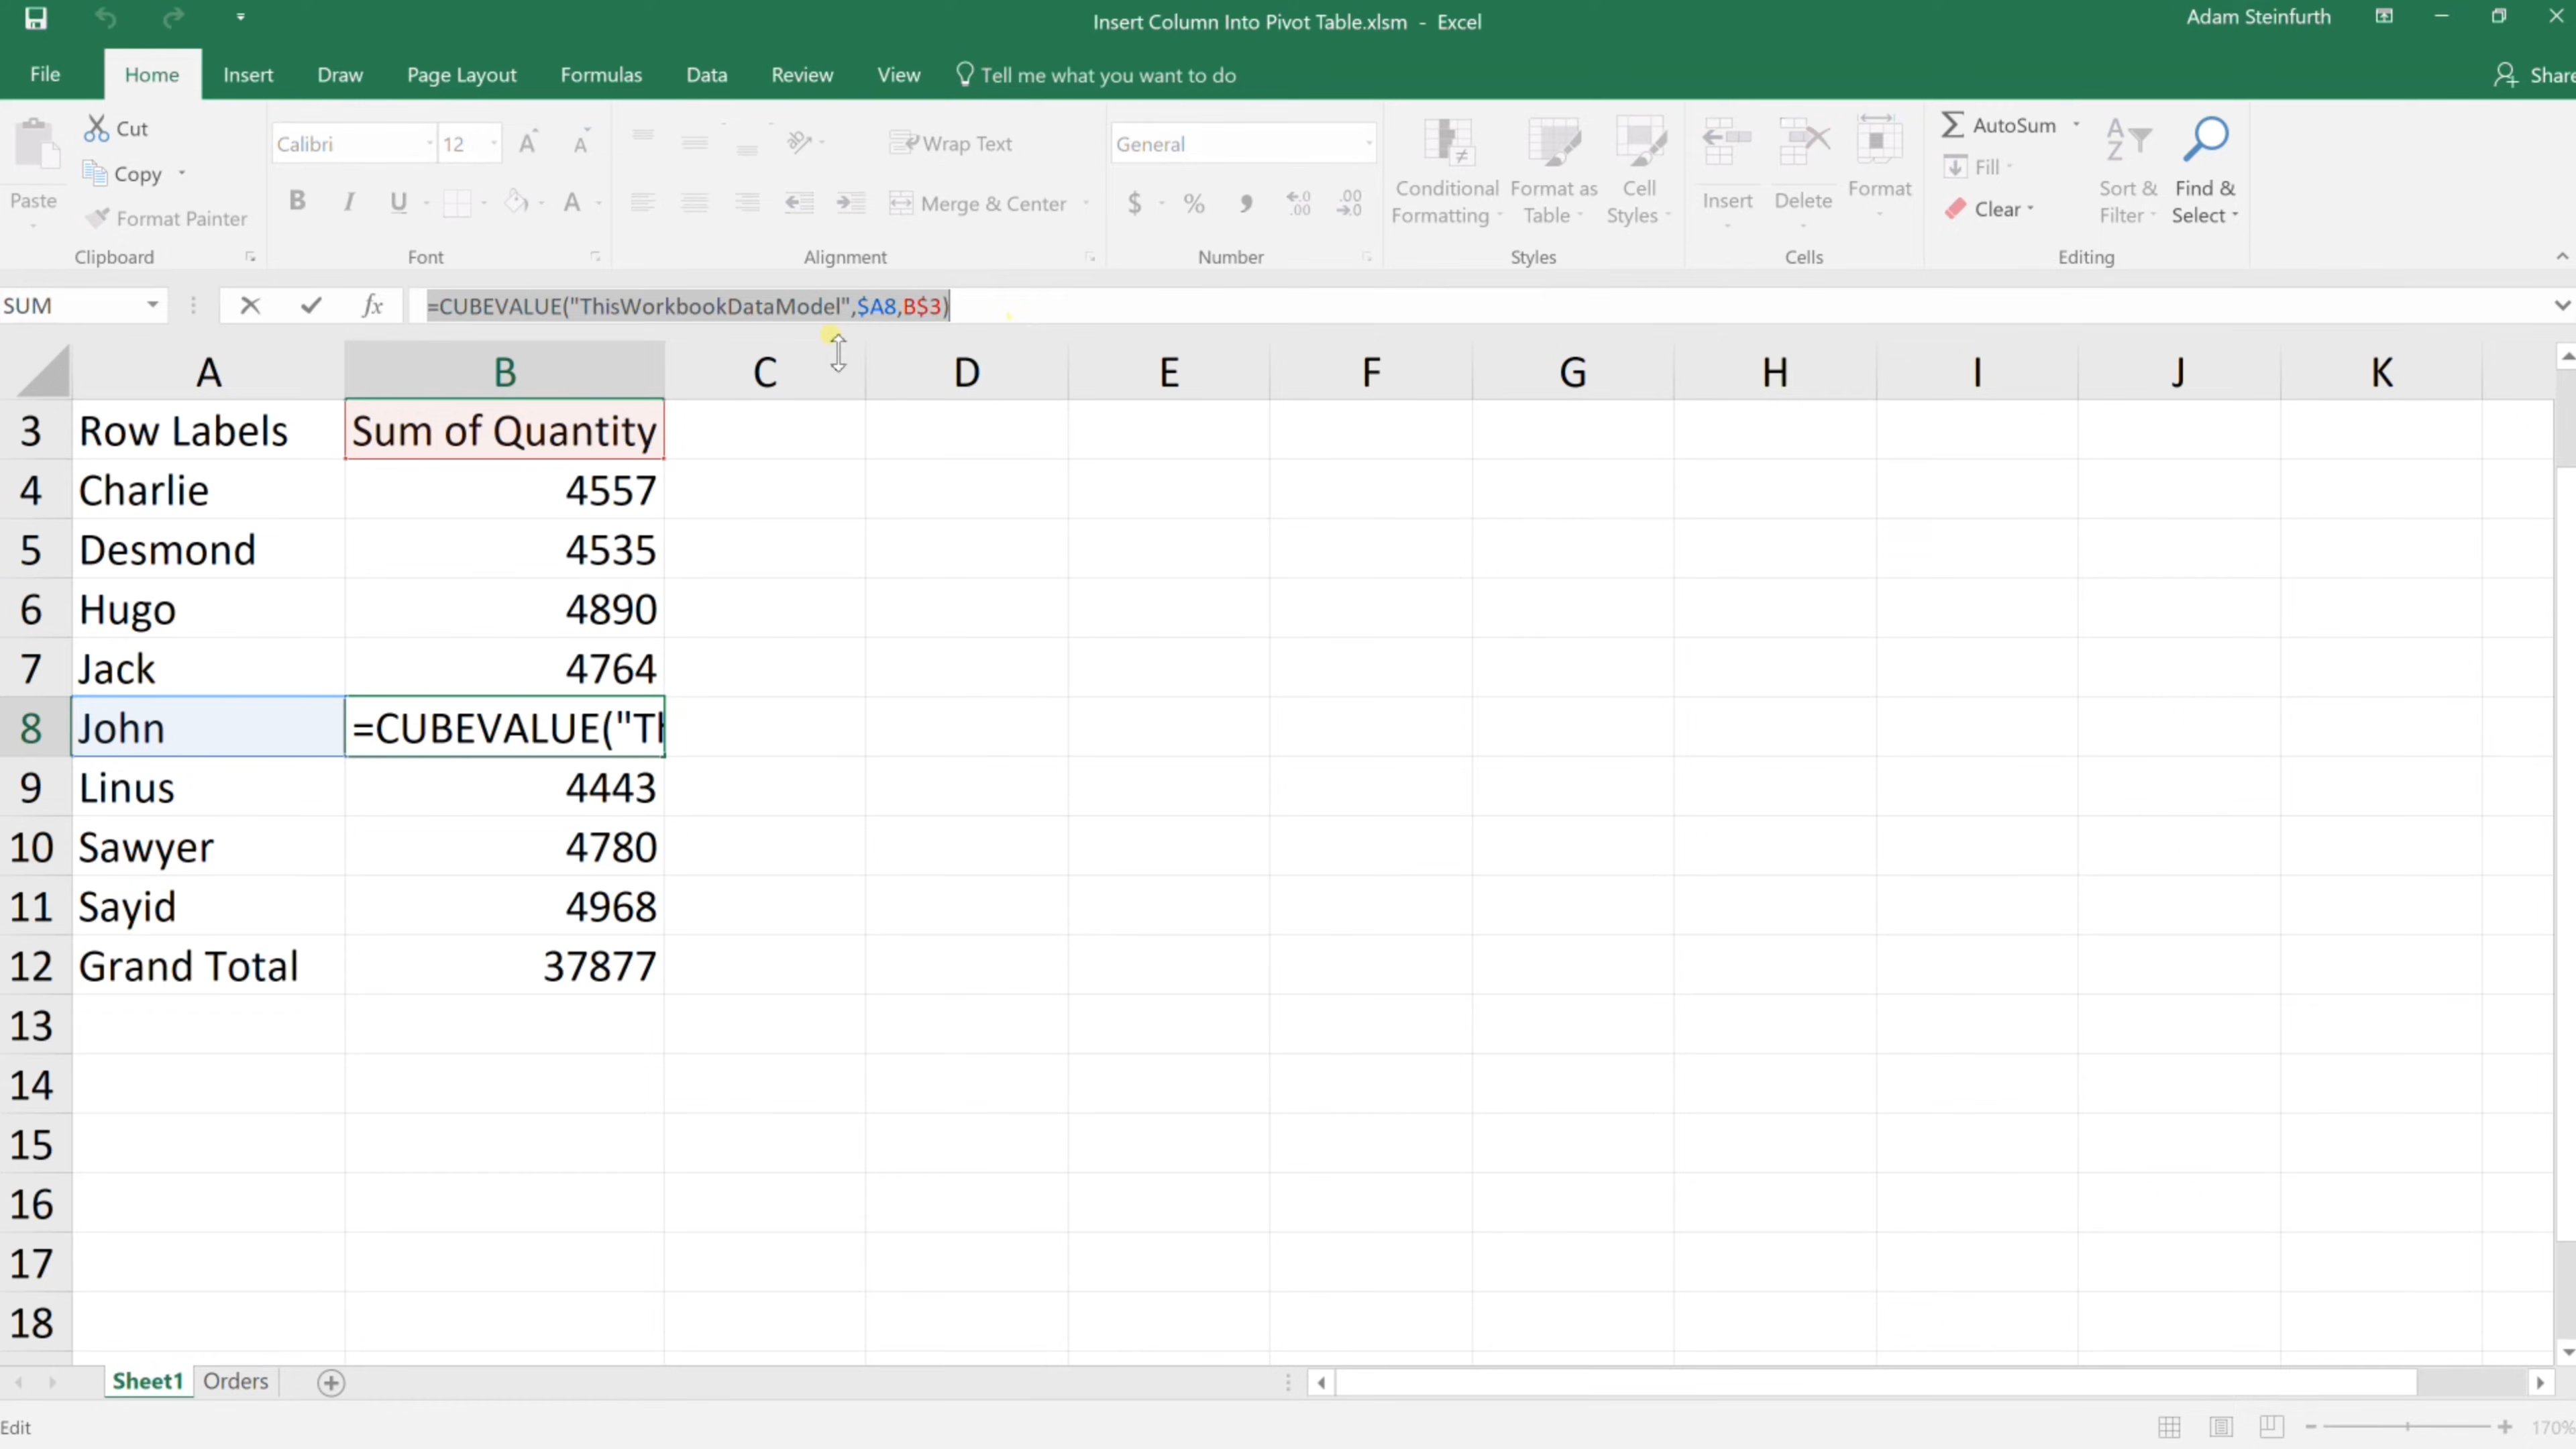 Insert Column Into Pivot Table.xlsm - Excel
Adam Steinfurth
File Home Insert Draw Page Layout Formulas Data Review View Tell me what you want to do Share
Paste
Cut
Copy
Format Painter
Clipboard
Calibri 12
B I U
Font
Wrap Text
Merge & Center
Alignment
General
$ % , .00 .00
Number
Conditional Formatting
Format as Table
Cell Styles
Styles
Insert Delete Format
Cells
AutoSum
Fill
Clear
Sort & Filter
Find & Select
Editing
SUM fx =CUBEVALUE("ThisWorkbookDataModel",$A8,B$3)
A B C D E F G H I J K
3 Row Labels Sum of Quantity
4 Charlie 4557
5 Desmond 4535
6 Hugo 4890
7 Jack 4764
8 John =CUBEVALUE("Th
9 Linus 4443
10 Sawyer 4780
11 Sayid 4968
12 Grand Total 37877
13
14
15
16
17
18
Sheet1 Orders
Edit 170%